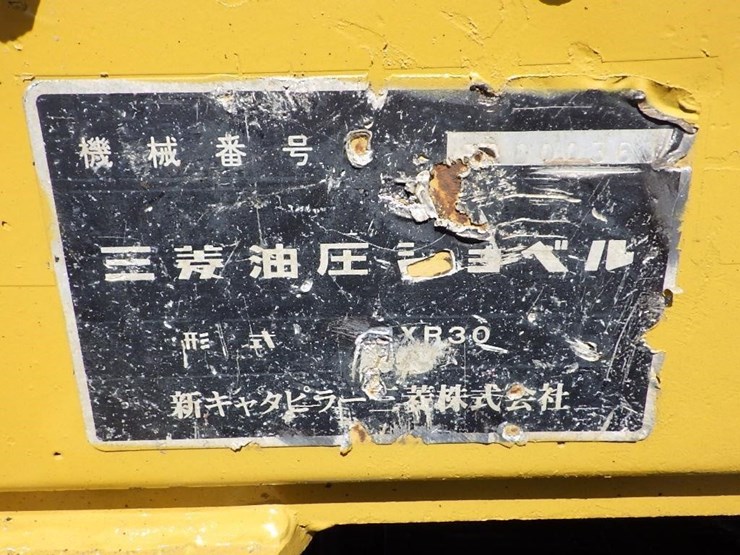 機械番号
三菱油圧ショベル
形式 XB30
新キャタピラー三菱株式会社